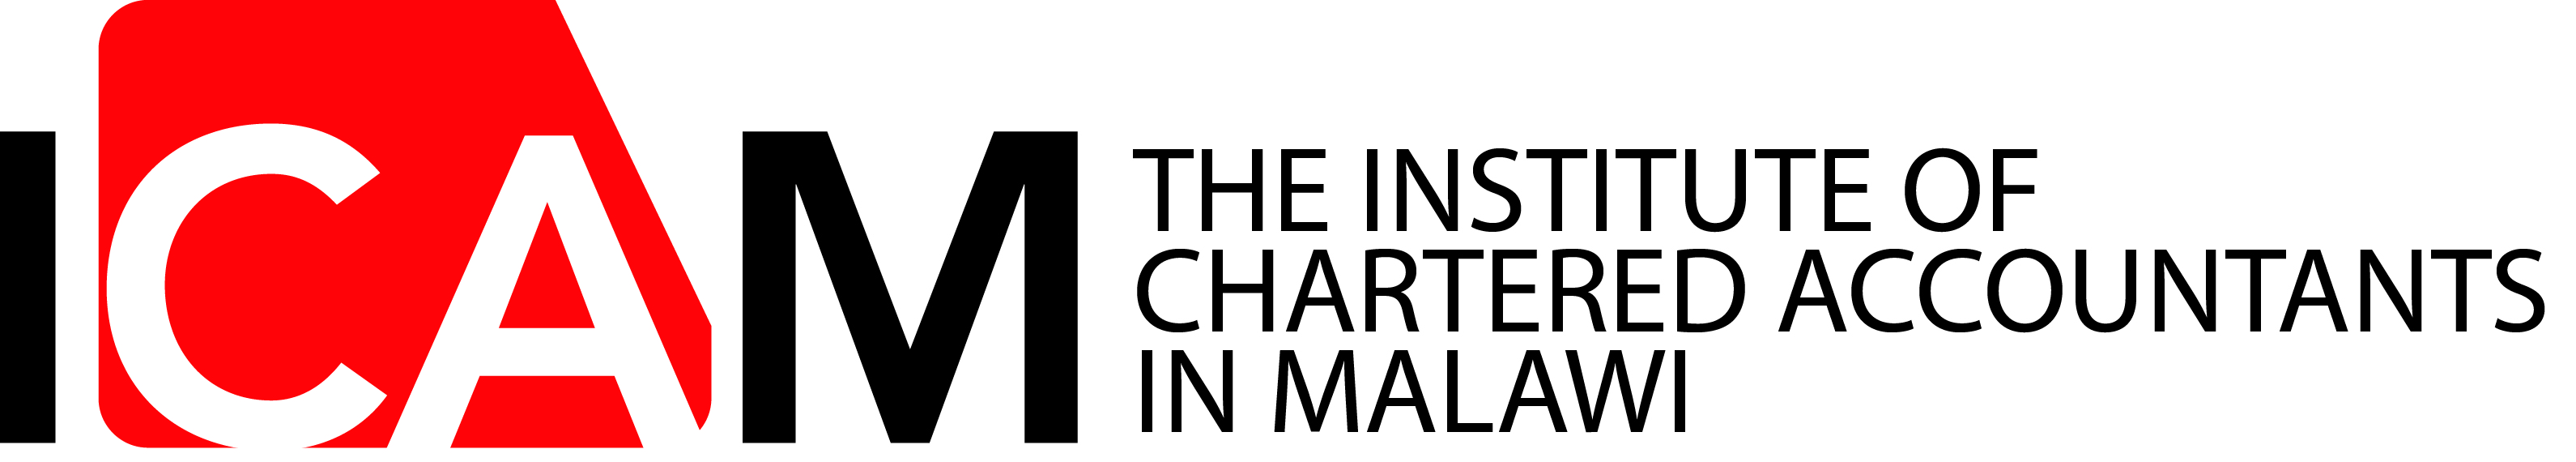 ICAM
THE INSTITUTE OF
CHARTERED ACCOUNTANTS
IN MALAWI